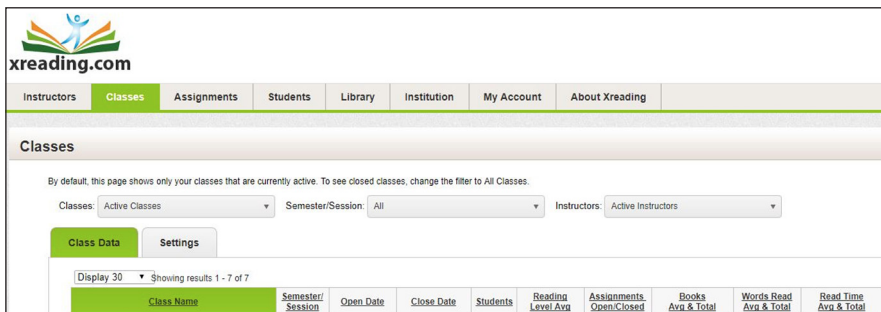 xreading.com
Instructors Classes Assignments Students Library Institution My Account About Xreading
Classes
By default, this page shows only your classes that are currently active. To see closed classes, change the filter to All Classes.
Classes: Active Classes Semester/Session: All Instructors: Active Instructors
Class Data Settings
Display 30 Showing results 1 - 7 of 7
Class Name Semester/ Session Open Date Close Date Students Reading Level Avg Assignments Open/Closed Books Avg & Total Words Read Avg & Total Read Time Avg & Total